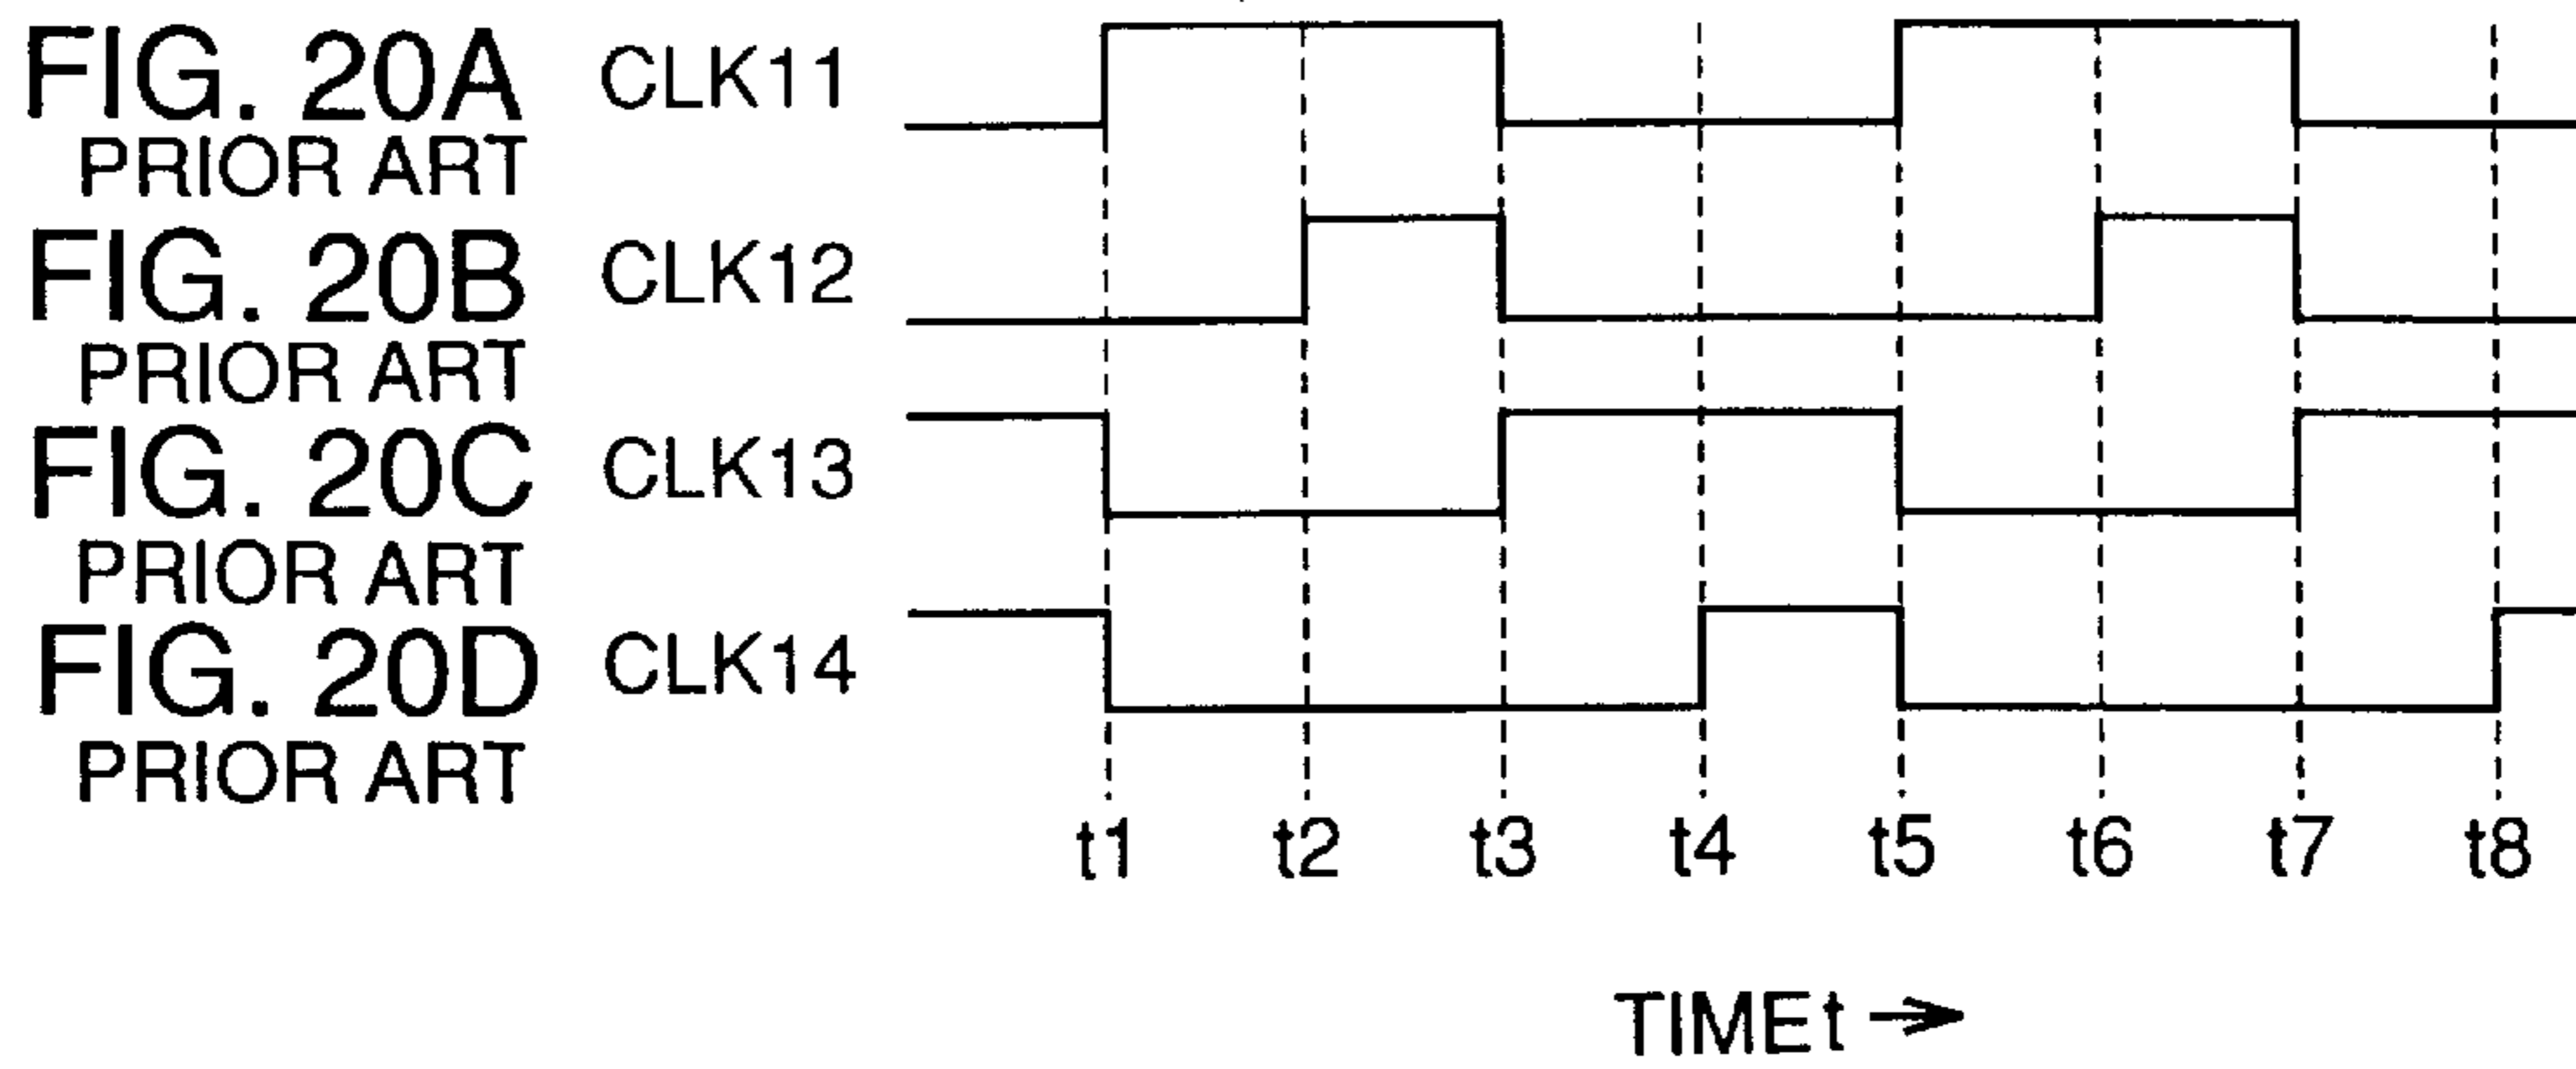 FIG. 20A CLK11
PRIOR ART
FIG. 20B CLK12
PRIOR ART
FIG. 20C CLK13
PRIOR ART
FIG. 20D CLK14
PRIOR ART
t1 t2 t3 t4 t5 t6 t7 t8
TIME t →